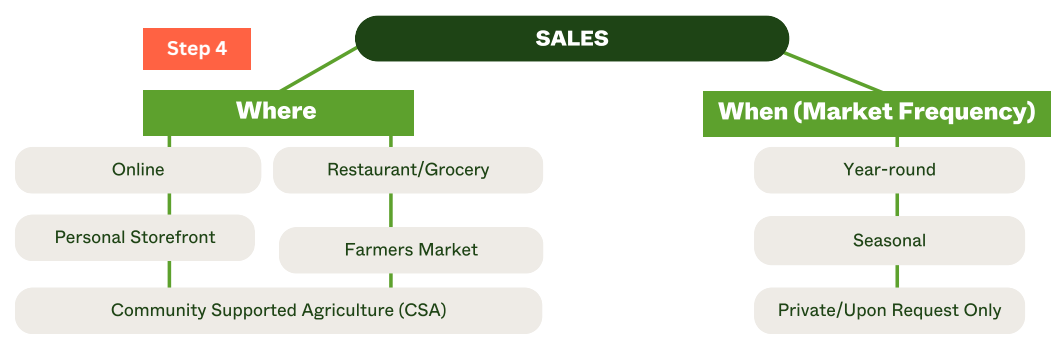 Step 4
SALES
Where
When (Market Frequency)
Online
Restaurant/Grocery
Year-round
Personal Storefront
Farmers Market
Seasonal
Community Supported Agriculture (CSA)
Private/Upon Request Only